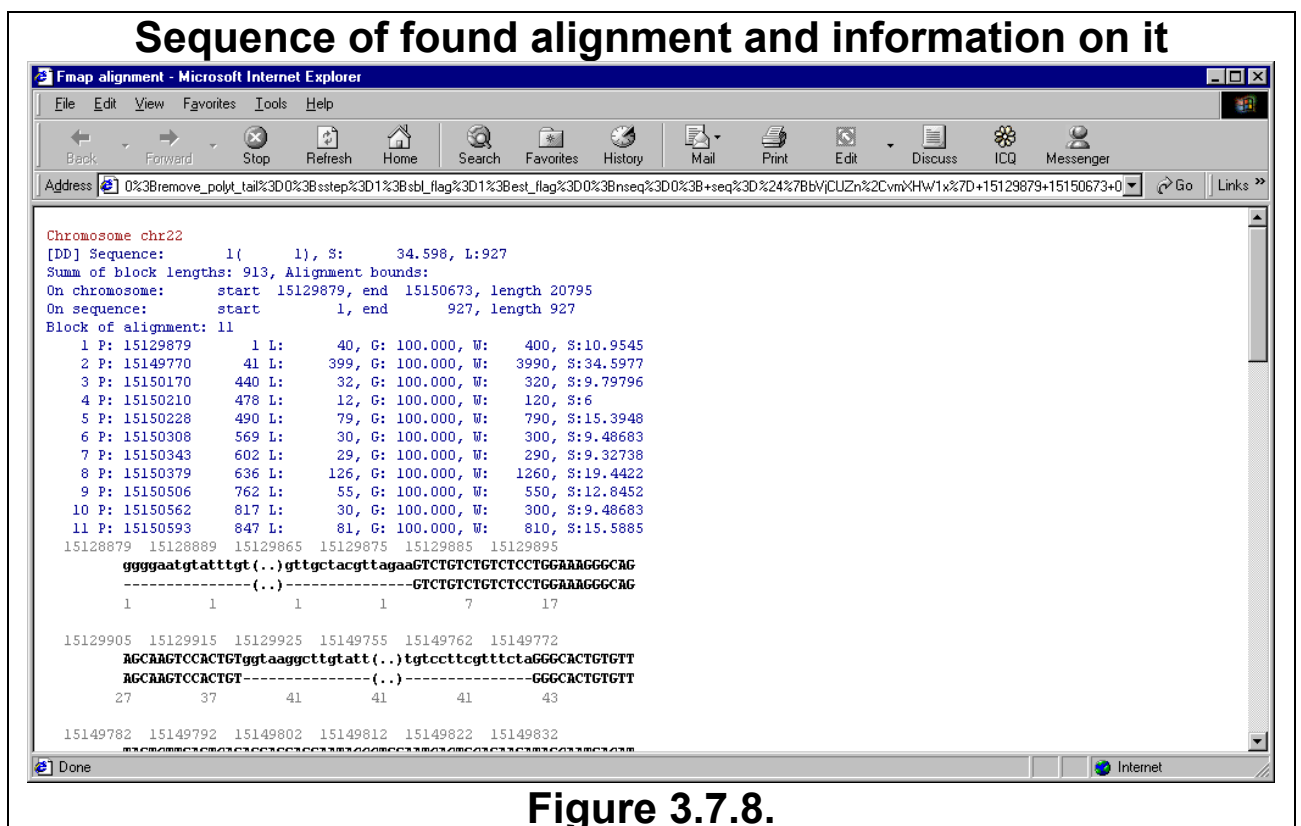 Sequence of found alignment and information on it
Fmap alignment - Microsoft Internet Explorer
File Edit View Favorites Tools Help
Back Forward Stop Refresh Home Search Favorites History Mail Print Edit Discuss ICQ Messenger
Address 0%3Bremove_polyt_tail%3D0%3Bsstep%3D1%3Bsbl_flag%3D1%3Best_flag%3D0%3Bnseq%3D0%3B+seq%3D%24%7BbVjCUZn%2CvmXHW1x%7D+15129879+15150673+0 Go Links »
Chromosome chr22
[DD] Sequence: 1( 1), S: 34.598, L:927
Summ of block lengths: 913, Alignment bounds:
On chromosome: start 15129879, end 15150673, length 20795
On sequence: start 1, end 927, length 927
Block of alignment: 11
1 P: 15129879 1 L: 40, G: 100.000, W: 400, S:10.9545
2 P: 15149770 41 L: 399, G: 100.000, W: 3990, S:34.5977
3 P: 15150170 440 L: 32, G: 100.000, W: 320, S:9.79796
4 P: 15150210 478 L: 12, G: 100.000, W: 120, S:6
5 P: 15150228 490 L: 79, G: 100.000, W: 790, S:15.3948
6 P: 15150308 569 L: 30, G: 100.000, W: 300, S:9.48683
7 P: 15150343 602 L: 29, G: 100.000, W: 290, S:9.32738
8 P: 15150379 636 L: 126, G: 100.000, W: 1260, S:19.4422
9 P: 15150506 762 L: 55, G: 100.000, W: 550, S:12.8452
10 P: 15150562 817 L: 30, G: 100.000, W: 300, S:9.48683
11 P: 15150593 847 L: 81, G: 100.000, W: 810, S:15.5885
15128879 15128889 15129865 15129875 15129885 15129895
ggggaatgtatttgt(..)gttgctacgttagaaGTCTGTCTGTCTCCTGGAAAGGGCAG
---------------(..)---------------GTCTGTCTGTCTCCTGGAAAGGGCAG
1 1 1 1 7 17
15129905 15129915 15129925 15149755 15149762 15149772
AGCAAGTCCACTGTggtaaggcttgtatt(..)tgtccttcgtttctaGGGCACTGTGTT
AGCAAGTCCACTGT---------------(..)---------------GGGCACTGTGTT
27 37 41 41 41 43
15149782 15149792 15149802 15149812 15149822 15149832
Done Internet
Figure 3.7.8.